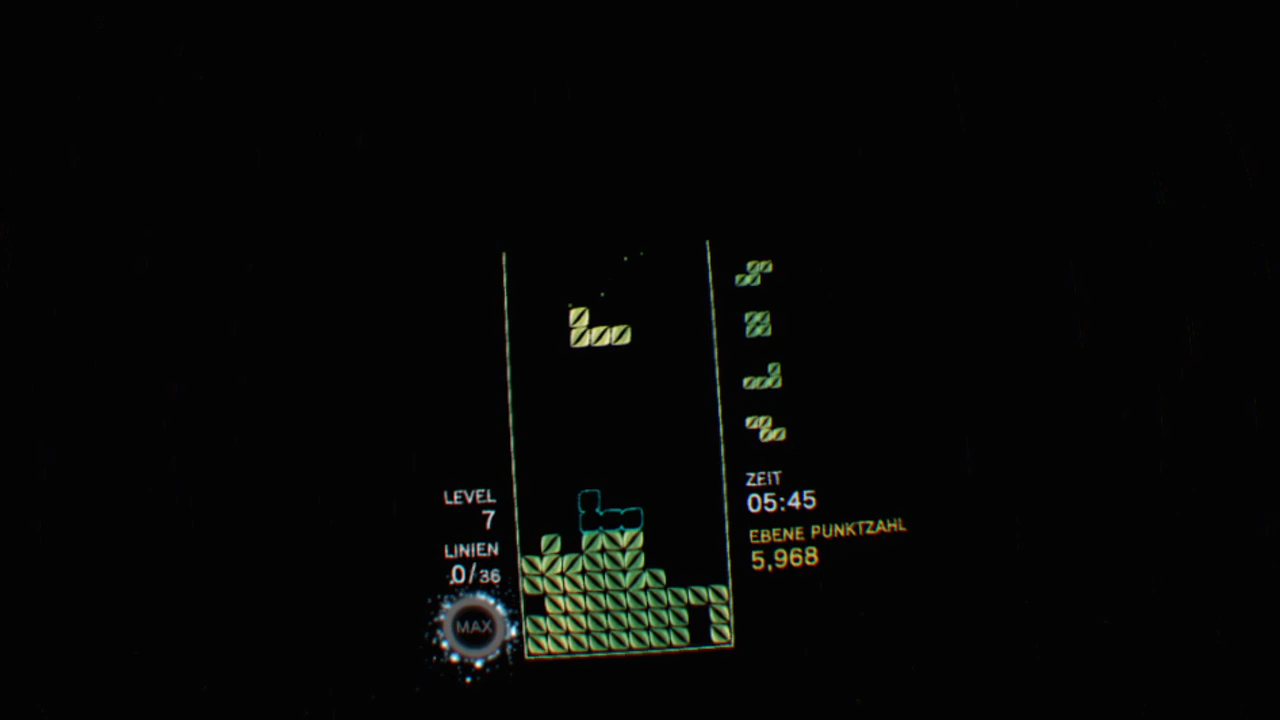 LEVEL
7
LINIEN
0/36
MAX
ZEIT
05:45
EBENE PUNKTZAHL
5,968